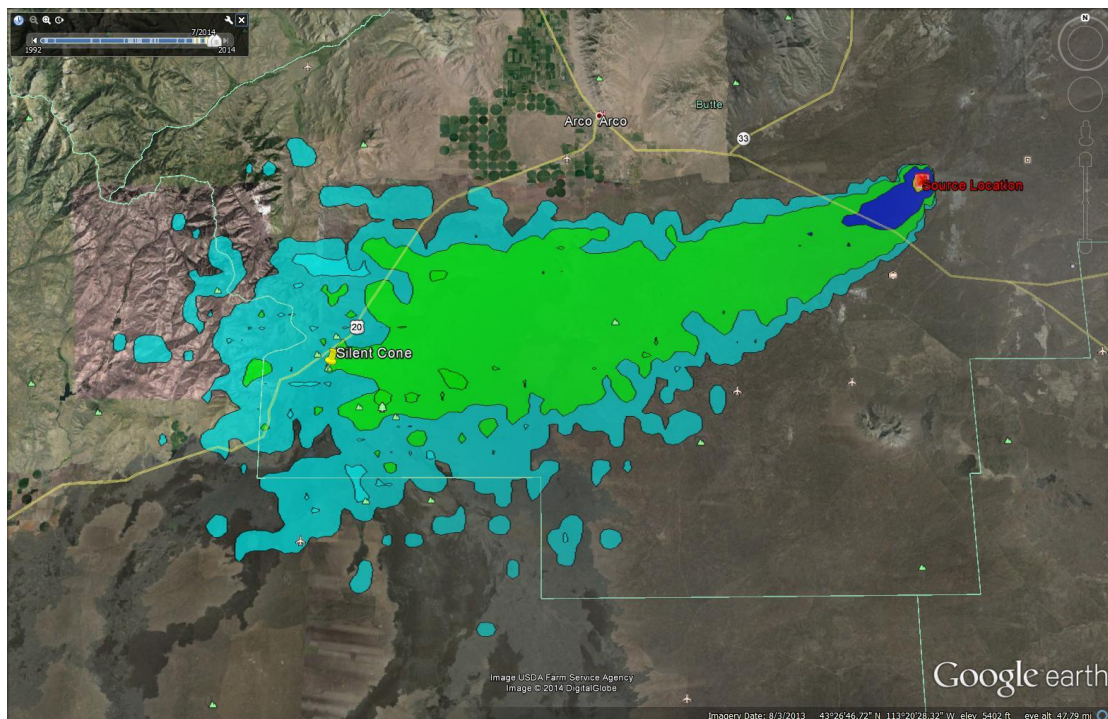 7/2014
1992
2014
N
Butte
Arco Arco
33
Source Location
20
Silent Cone
Image USDA Farm Service Agency
Image © 2014 DigitalGlobe
Google earth
Imagery Date: 8/3/2013 43°26'46.72" N 113°20'28.32" W elev 5402 ft eye alt 47.79 mi